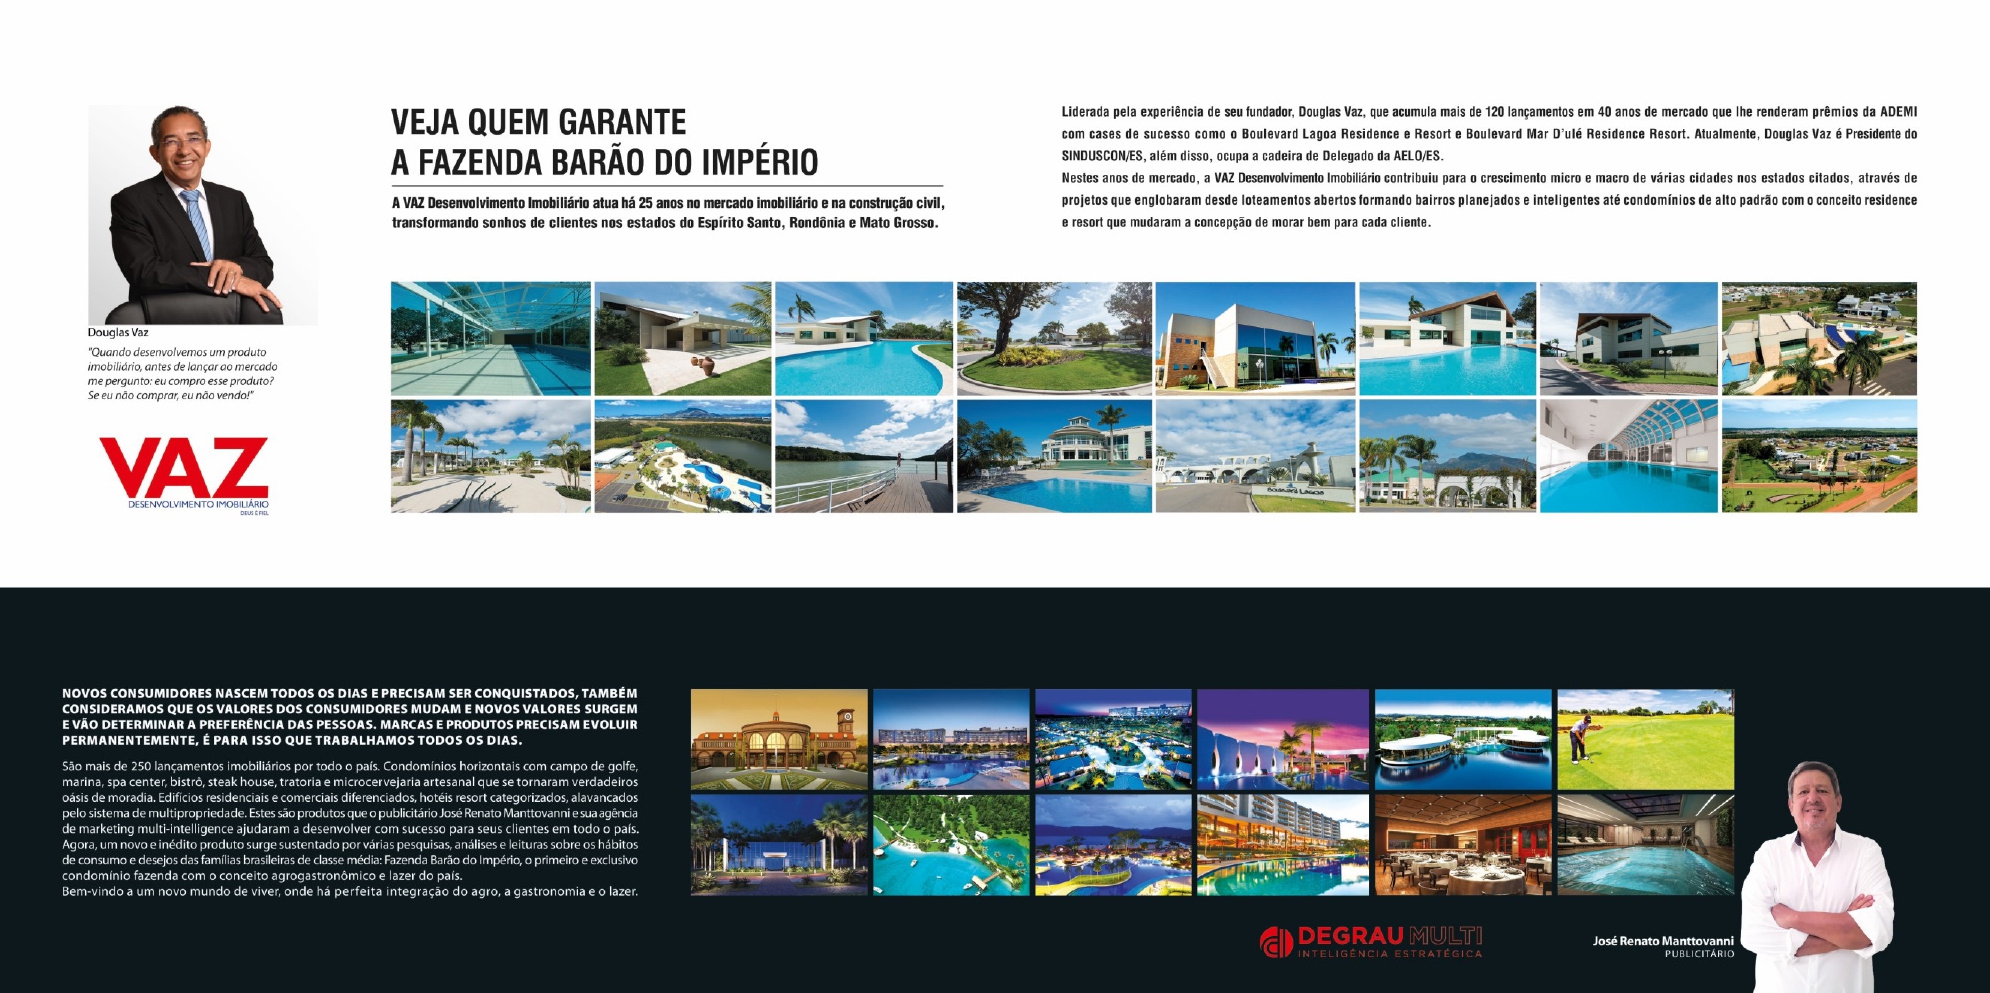 VEJA QUEM GARANTE
A FAZENDA BARÃO DO IMPÉRIO
A VAZ Desenvolvimento Imobiliário atua há 25 anos no mercado imobiliário e na construção civil,
transformando sonhos de clientes nos estados do Espírito Santo, Rondônia e Mato Grosso.
Liderada pela experiência de seu fundador, Douglas Vaz, que acumula mais de 120 lançamentos em 40 anos de mercado que lhe renderam prêmios da ADEMI
com cases de sucesso como o Boulevard Lagoa Residence e Resort e Boulevard Mar D'ulé Residence Resort. Atualmente, Douglas Vaz é Presidente do
SINDUSCON/ES, além disso, ocupa a cadeira de Delegado da AELO/ES.
Nestes anos de mercado, a VAZ Desenvolvimento Imobiliário contribuiu para o crescimento micro e macro de várias cidades nos estados citados, através de
projetos que englobaram desde loteamentos abertos formando bairros planejados e inteligentes até condomínios de alto padrão com o conceito residence
e resort que mudaram a concepção de morar bem para cada cliente.
Douglas Vaz
"Quando desenvolvemos um produto
imobiliário, antes de lançar ao mercado
me pergunto: eu compro esse produto?
Se eu não comprar, eu não vendo!"
VAZ
DESENVOLVIMENTO IMOBILIÁRIO
DEUS É FIEL
Boulevard Lagoa
NOVOS CONSUMIDORES NASCEM TODOS OS DIAS E PRECISAM SER CONQUISTADOS, TAMBÉM
CONSIDERAMOS QUE OS VALORES DOS CONSUMIDORES MUDAM E NOVOS VALORES SURGEM
E VÃO DETERMINAR A PREFERÊNCIA DAS PESSOAS. MARCAS E PRODUTOS PRECISAM EVOLUIR
PERMANENTEMENTE, É PARA ISSO QUE TRABALHAMOS TODOS OS DIAS.
São mais de 250 lançamentos imobiliários por todo o país. Condomínios horizontais com campo de golfe,
marina, spa center, bistrô, steak house, tratoria e microcervejaria artesanal que se tornaram verdadeiros
oásis de moradia. Edifícios residenciais e comerciais diferenciados, hotéis resort categorizados, alavancados
pelo sistema de multipropriedade. Estes são produtos que o publicitário José Renato Manttovanni e sua agência
de marketing multi-intelligence ajudaram a desenvolver com sucesso para seus clientes em todo o país.
Agora, um novo e inédito produto surge sustentado por várias pesquisas, análises e leituras sobre os hábitos
de consumo e desejos das famílias brasileiras de classe média: Fazenda Barão do Império, o primeiro e exclusivo
condomínio fazenda com o conceito agrogastronômico e lazer do país.
Bem-vindo a um novo mundo de viver, onde há perfeita integração do agro, a gastronomia e o lazer.
DEGRAU MULTI
INTELIGÊNCIA ESTRATÉGICA
José Renato Manttovanni
PUBLICITÁRIO